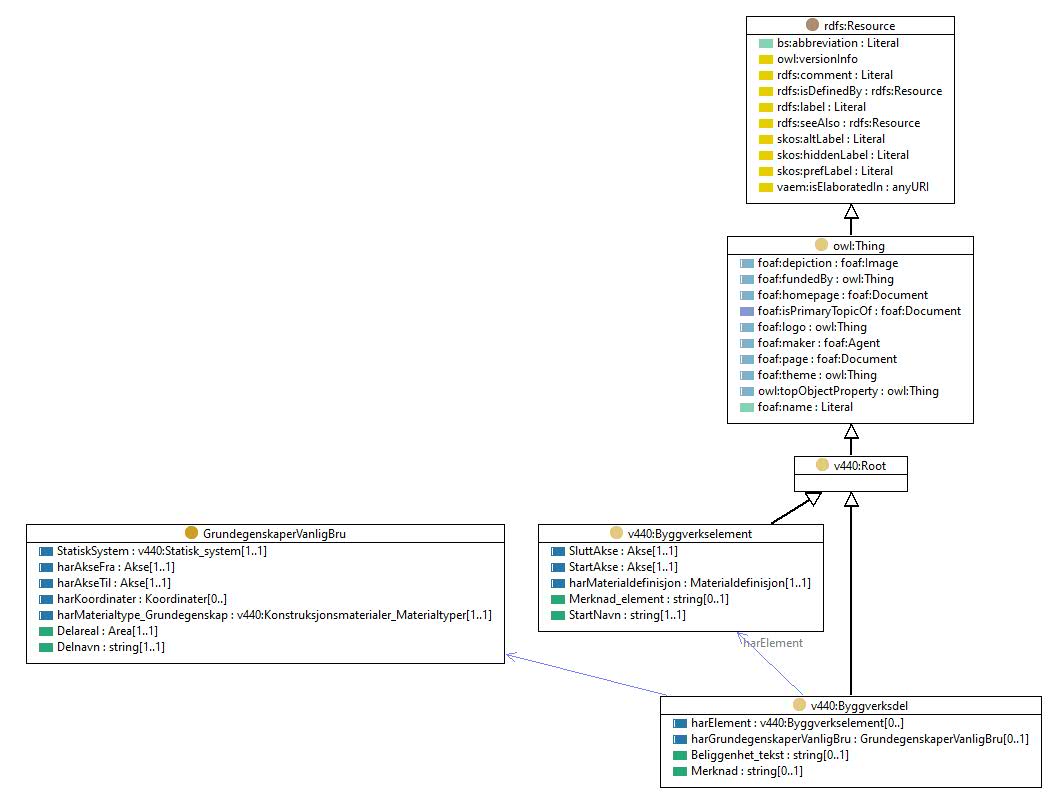 rdfs:Resource
bs:abbreviation : Literal
owl:versionInfo
rdfs:comment : Literal
rdfs:isDefinedBy : rdfs:Resource
rdfs:label : Literal
rdfs:seeAlso : rdfs:Resource
skos:altLabel : Literal
skos:hiddenLabel : Literal
skos:prefLabel : Literal
vaem:isElaboratedIn : anyURI
owl:Thing
foaf:depiction : foaf:Image
foaf:fundedBy : owl:Thing
foaf:homepage : foaf:Document
foaf:isPrimaryTopicOf : foaf:Document
foaf:logo : owl:Thing
foaf:maker : foaf:Agent
foaf:page : foaf:Document
foaf:theme : owl:Thing
owl:topObjectProperty : owl:Thing
foaf:name : Literal
v440:Root
GrundegenskaperVanligBru
StatiskSystem : v440:Statisk_system[1..1]
harAkseFra : Akse[1..1]
harAkseTil : Akse[1..1]
harKoordinater : Koordinater[0..]
harMaterialtype_Grundegenskap : v440:Konstruksjonsmaterialer_Materialtyper[1..1]
Delareal : Area[1..1]
Delnavn : string[1..1]
v440:Byggverkselement
SluttAkse : Akse[1..1]
StartAkse : Akse[1..1]
harMaterialdefinisjon : Materialdefinisjon[1..1]
Merknad_element : string[0..1]
StartNavn : string[1..1]
harElement
v440:Byggverksdel
harElement : v440:Byggverkselement[0..]
harGrundegenskaperVanligBru : GrundegenskaperVanligBru[0..1]
Beliggenhet_tekst : string[0..1]
Merknad : string[0..1]